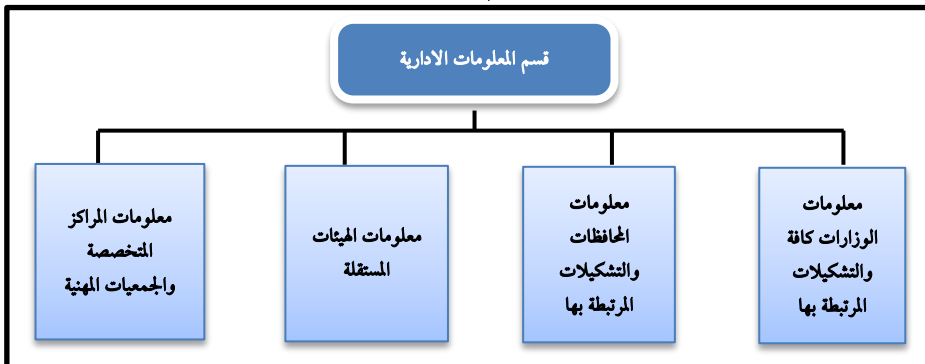 قسم المعلومات الادارية
معلومات
الوزارات كافة
والتشكيلات
المرتبطة بها
معلومات
المحافظات
والتشكيلات
المرتبطة بها
معلومات الهيئات
المستقلة
معلومات المراكز
المتخصصة
والجمعيات المهنية